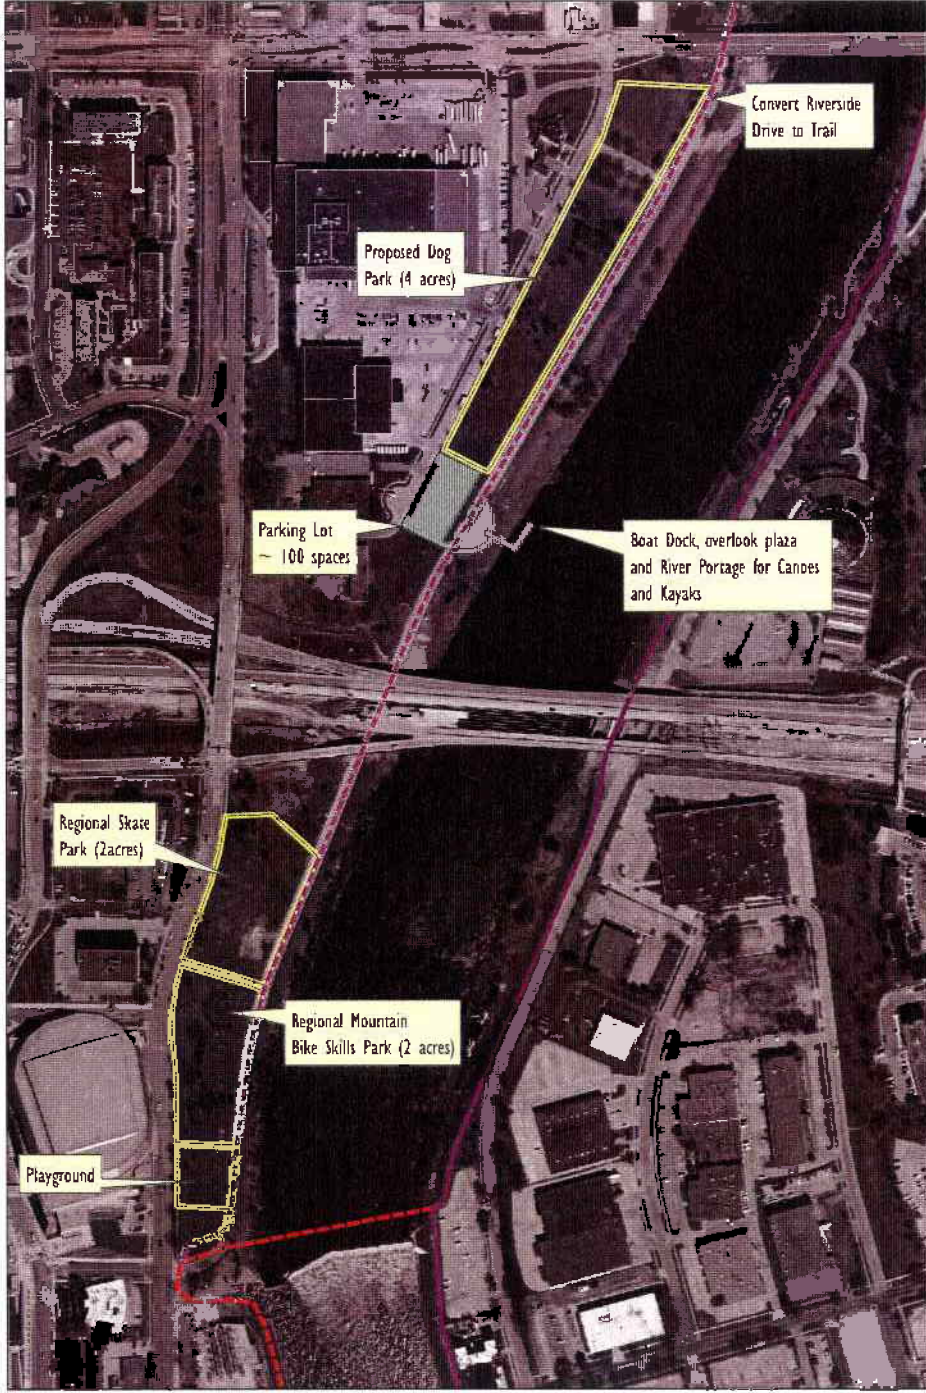 Convert Riverside
Drive to Trail
Proposed Dog
Park (4 acres)
Parking Lot
~ 100 spaces
Boat Dock, overlook plaza
and River Portage for Canoes
and Kayaks
Regional Skate
Park (2acres)
Regional Mountain
Bike Skills Park (2 acres)
Playground